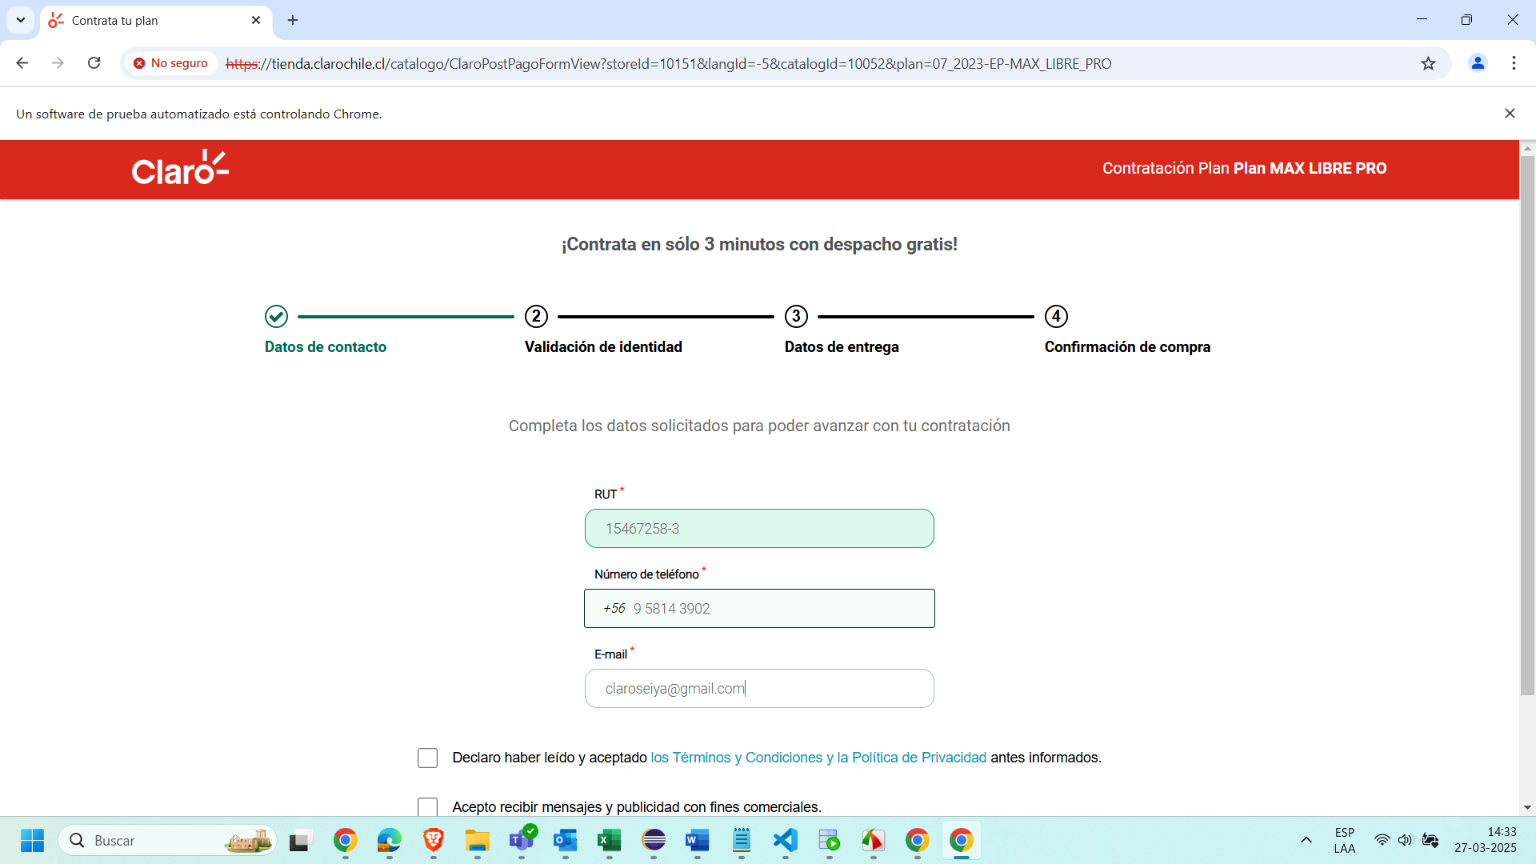 Contrata tu plan
No seguro
https://tienda.clarochile.cl/catalogo/ClaroPostPagoFormView?storeId=10151&langId=-5&catalogId=10052&plan=07_2023-EP-MAX_LIBRE_PRO
Un software de prueba automatizado está controlando Chrome.
Claro
Contratación Plan Plan MAX LIBRE PRO
¡Contrata en sólo 3 minutos con despacho gratis!
2 3 4
Datos de contacto Validación de identidad Datos de entrega Confirmación de compra
Completa los datos solicitados para poder avanzar con tu contratación
RUT *
15467258-3
Número de teléfono *
+56 9 5814 3902
E-mail *
claroseiya@gmail.com
Declaro haber leído y aceptado los Términos y Condiciones y la Política de Privacidad antes informados.
Acepto recibir mensajes y publicidad con fines comerciales.
Buscar
ESP
LAA
14:33
27-03-2025